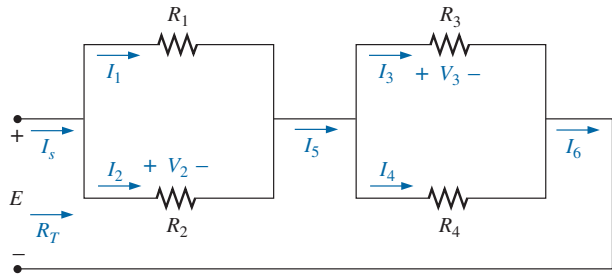 R1 R3
I1 I3 + V3 −
+ Is I2 + V2 − I5 I4 I6
E R2 R4
RT
−